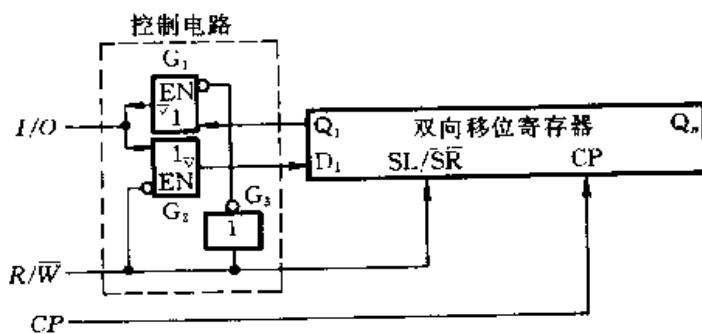 控制电路
G₁
EN
▽ 1
I/O
Q₁ 双向移位寄存器 Qₙ
1 ▽
D₁ SL/S̅R̅ CP
EN
G₂ G₃
1
R/W̅
CP